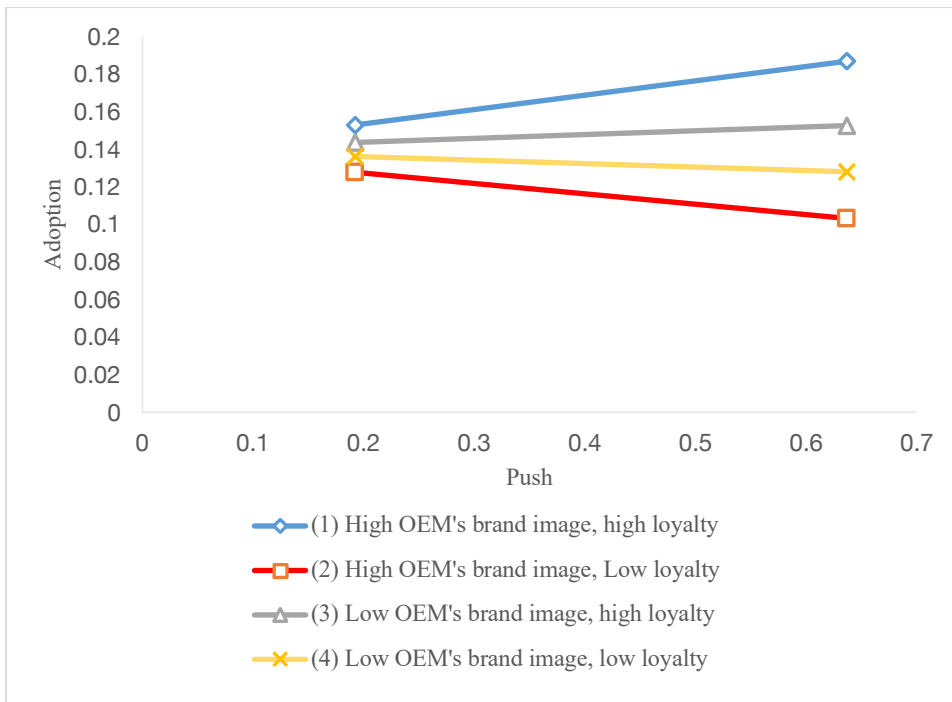 0.2
0.18
0.16
0.14
0.12
0.1
0.08
0.06
0.04
0.02
0
Adoption
0 0.1 0.2 0.3 0.4 0.5 0.6 0.7
Push
(1) High OEM's brand image, high loyalty
(2) High OEM's brand image, Low loyalty
(3) Low OEM's brand image, high loyalty
(4) Low OEM's brand image, low loyalty